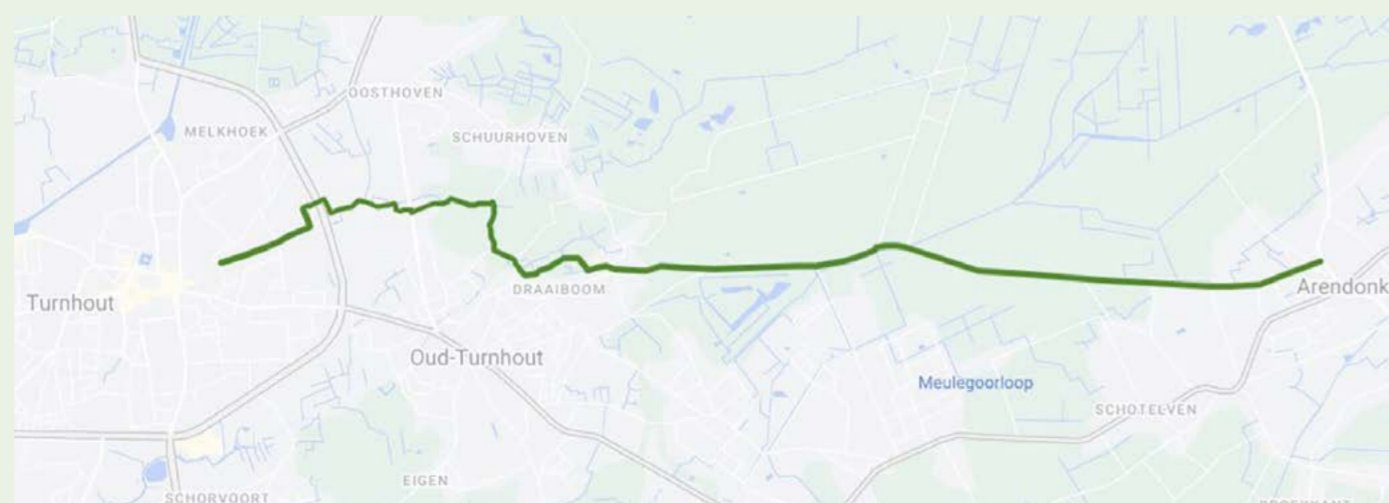 OOSTHOVEN
MELKHOEK
SCHUURHOVEN
DRAAIBOOM
Turnhout
Arendonk
Oud-Turnhout
Meulegoorloop
SCHOTELVEN
EIGEN
SCHORVOORT